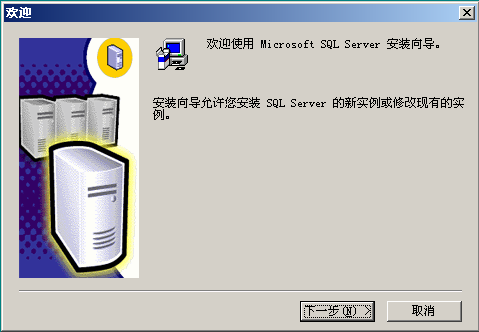 欢迎
欢迎使用 Microsoft SQL Server 安装向导。
安装向导允许您安装 SQL Server 的新实例或修改现有的实
例。
下一步(N) >
取消